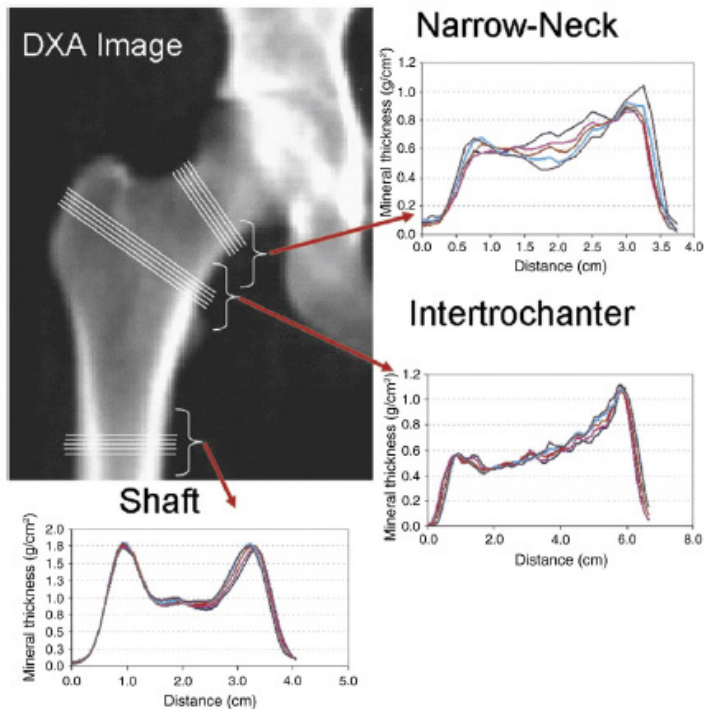 DXA Image
Narrow-Neck
Mineral thickness (g/cm²)
1.2
1.0
0.8
0.6
0.4
0.2
0.0
0.0 0.5 1.0 1.5 2.0 2.5 3.0 3.5 4.0
Distance (cm)
Intertrochanter
Mineral thickness (g/cm²)
1.2
1.0
0.8
0.6
0.4
0.2
0.0
0.0 2.0 4.0 6.0 8.0
Distance (cm)
Shaft
Mineral thickness (g/cm²)
2.0
1.8
1.5
1.3
1.0
0.8
0.5
0.3
0.0
0.0 1.0 2.0 3.0 4.0 5.0
Distance (cm)